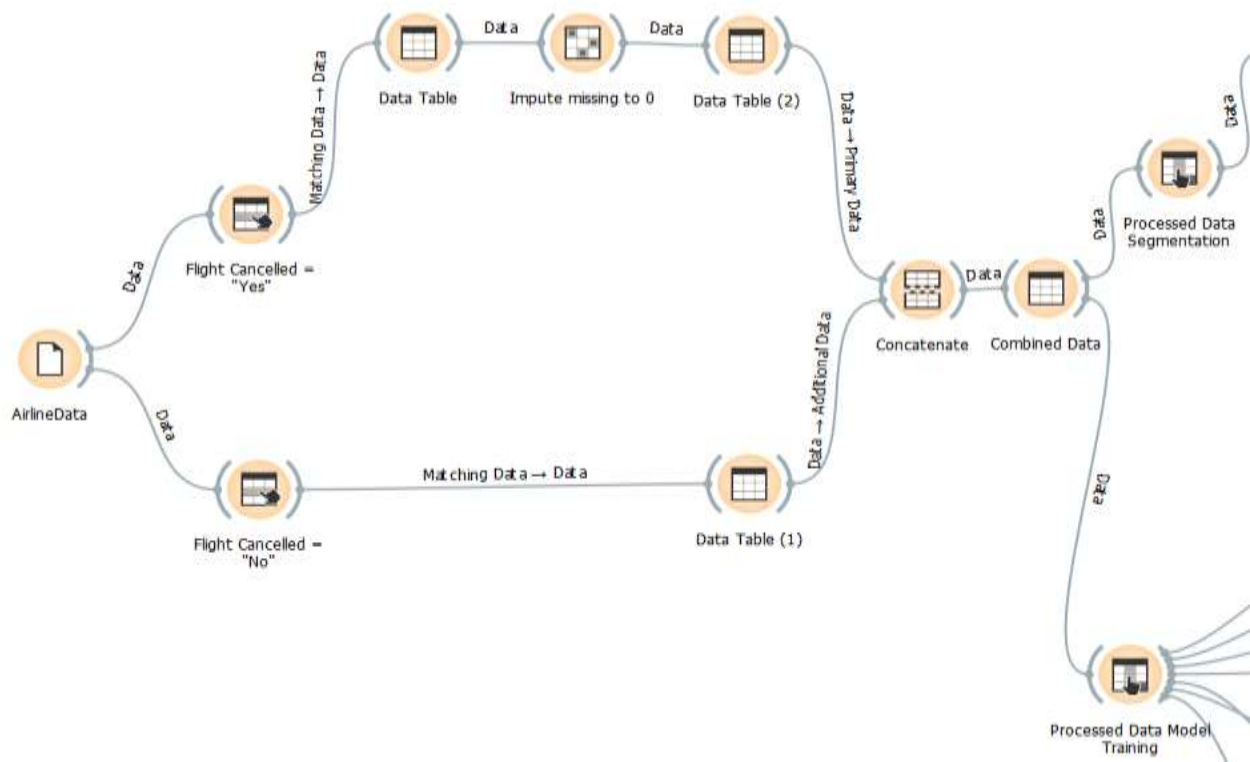 Data
Data
Data Table
Impute missing to 0
Data Table (2)
Matching Data → Data
Data → Primary Data
Data
Data
Processed Data
Segmentation
Data
Flight Cancelled =
"Yes"
Data
Data
Concatenate
Combined Data
AirlineData
Data
Data → Additional Data
Matching Data → Data
Data
Flight Cancelled =
"No"
Data Table (1)
Processed Data Model
Training